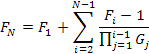 F_N = F_1 + \sum_{i=2}^{N-1} \frac{F_i - 1}{\prod_{j=1}^{i-1} G_j}